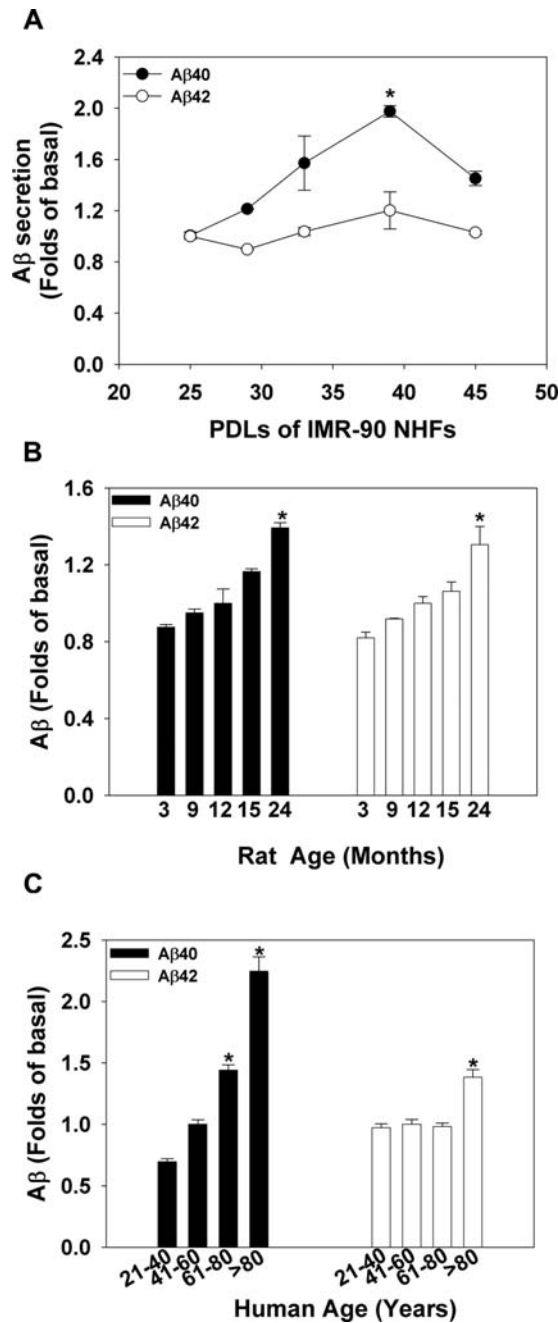 A
2.4
Aβ40
Aβ42
*
2.0
1.6
1.2
0.8
0.4
0.0
Aβ secretion
(Folds of basal)
20 25 30 35 40 45 50
PDLs of IMR-90 NHFs
B
1.6
Aβ40
Aβ42
* *
1.2
0.8
0.4
0.0
Aβ (Folds of basal)
3 9 12 15 24 3 9 12 15 24
Rat Age (Months)
C
2.5
Aβ40
Aβ42
*
2.0
1.5
* *
1.0
0.5
0.0
Aβ (Folds of basal)
21-40 41-60 61-80 >80 21-40 41-60 61-80 >80
Human Age (Years)